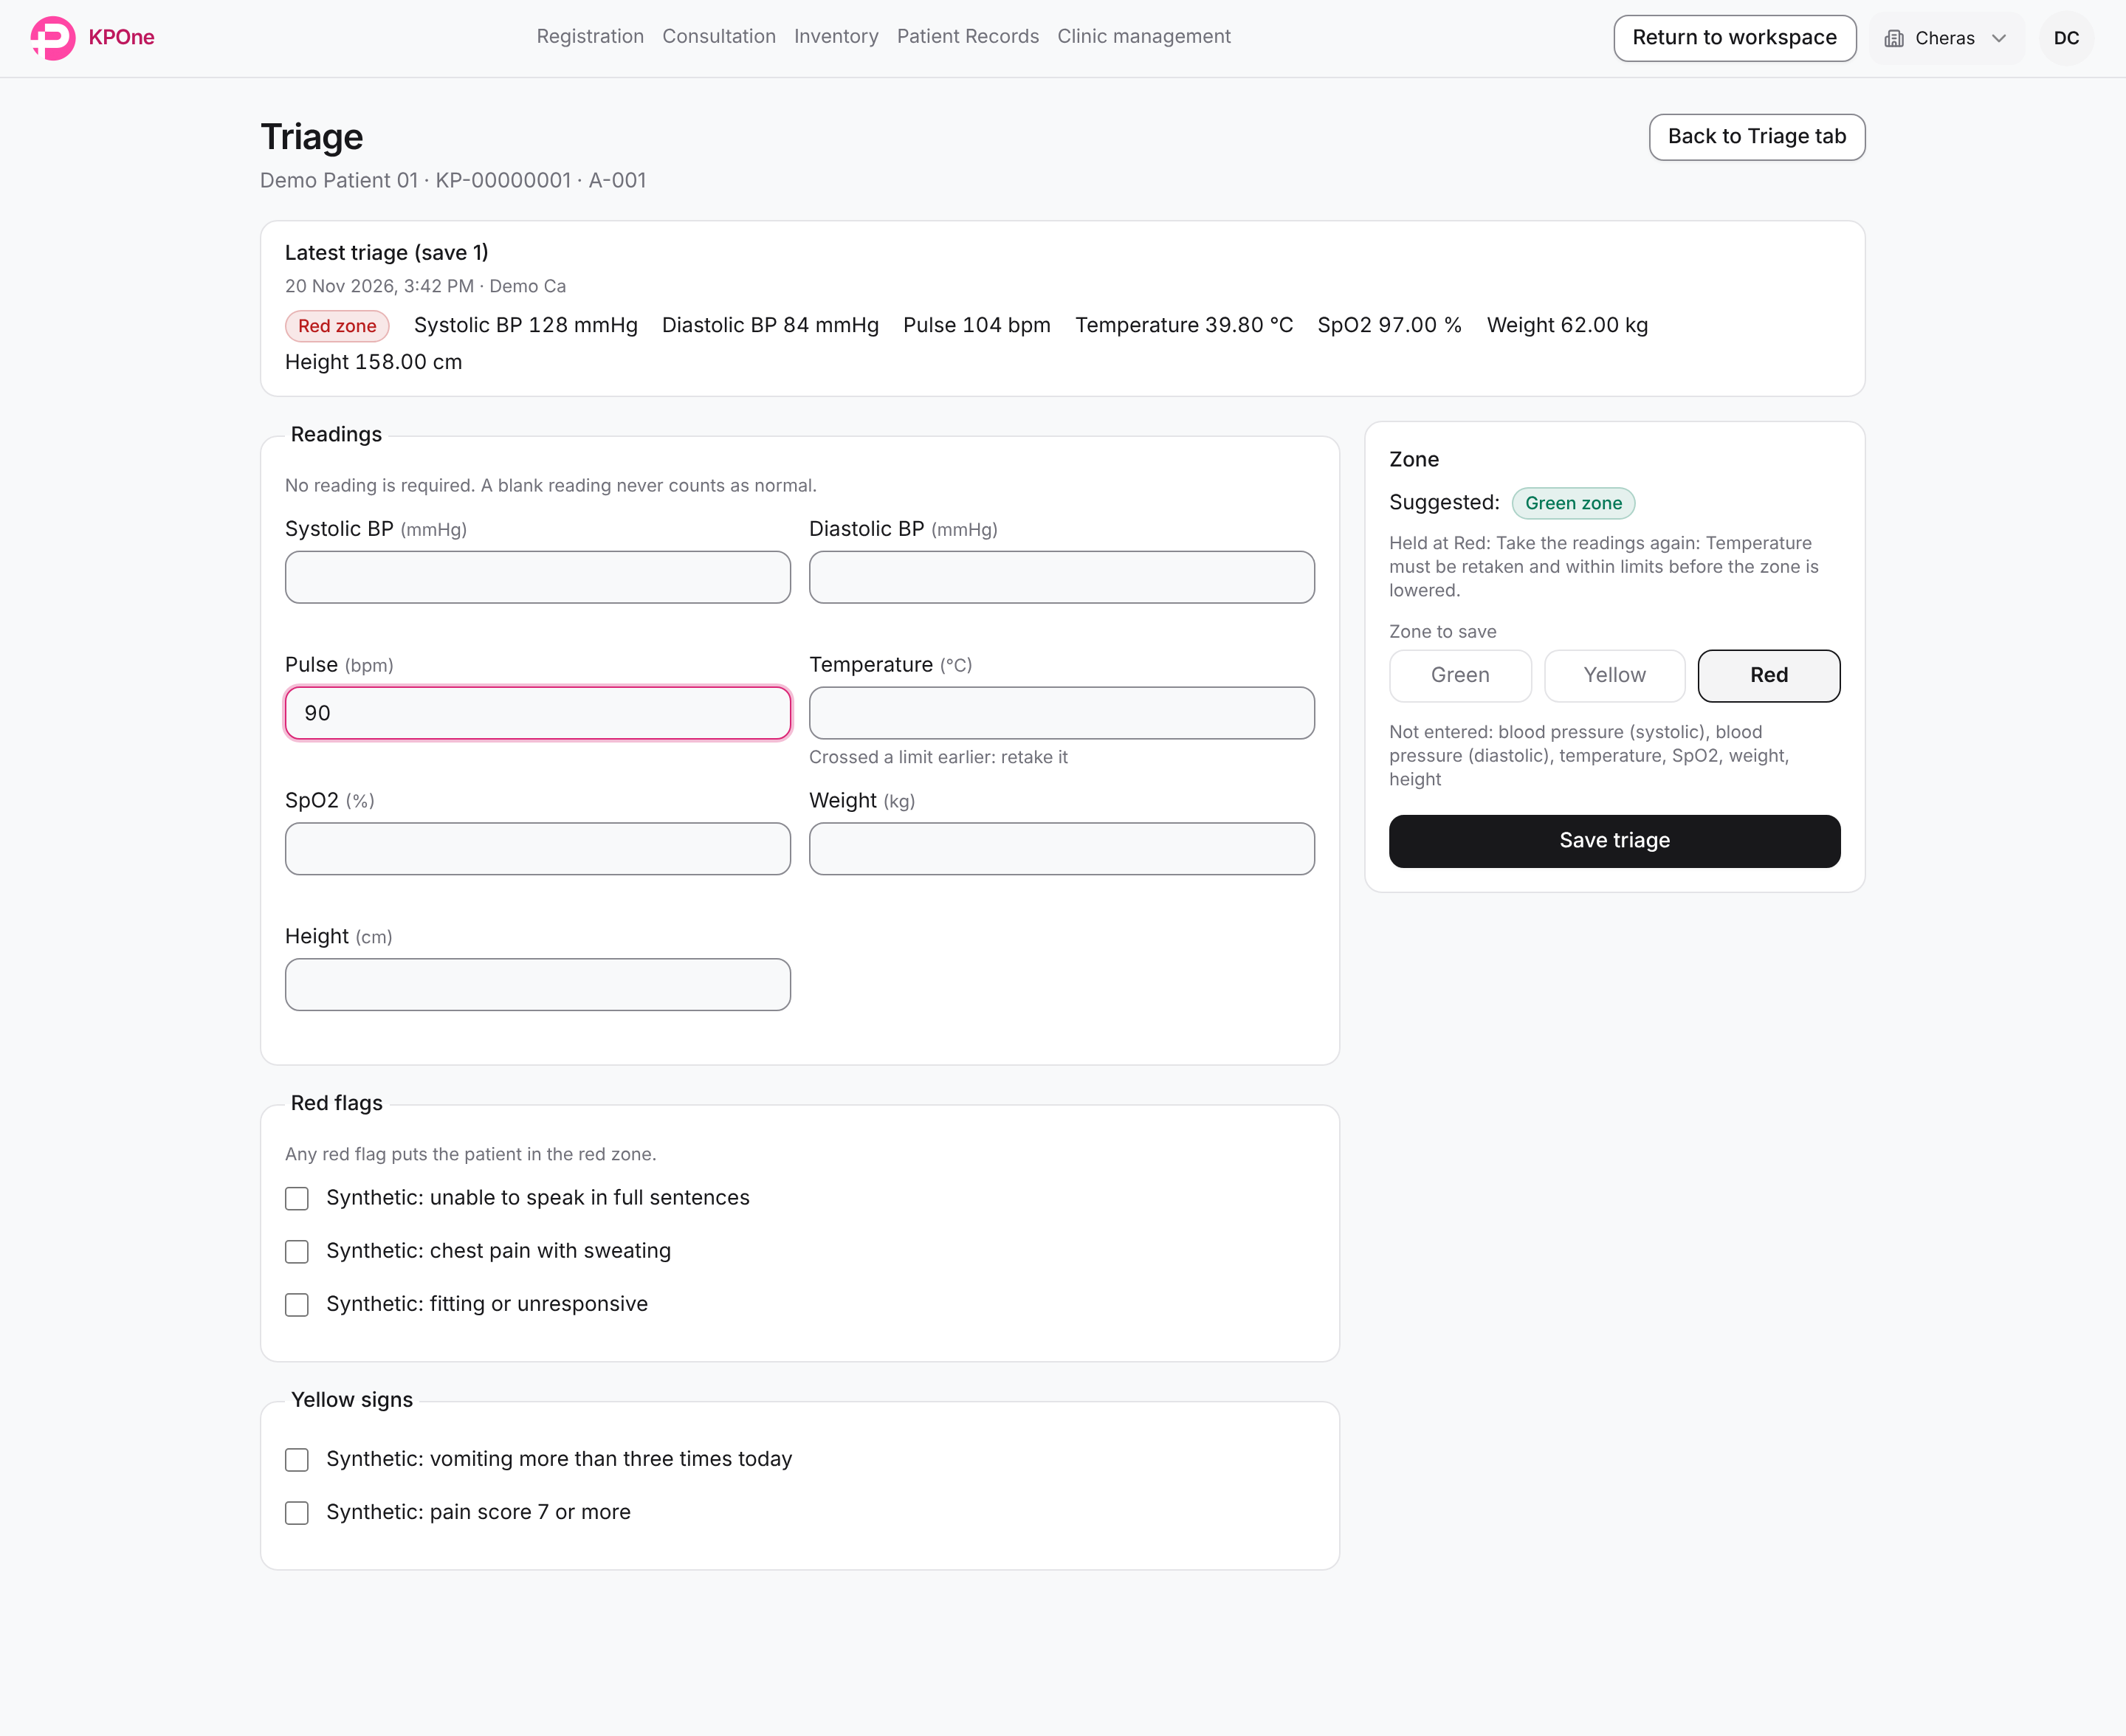 KPOne
Registration Consultation Inventory Patient Records Clinic management
Return to workspace
Cheras
DC
Triage
Back to Triage tab
Demo Patient 01 · KP-00000001 · A-001
Latest triage (save 1)
20 Nov 2026, 3:42 PM · Demo Ca
Red zone Systolic BP 128 mmHg Diastolic BP 84 mmHg Pulse 104 bpm Temperature 39.80 °C SpO2 97.00 % Weight 62.00 kg
Height 158.00 cm
Readings
No reading is required. A blank reading never counts as normal.
Systolic BP (mmHg)
Diastolic BP (mmHg)
Pulse (bpm)
90
Temperature (°C)
Crossed a limit earlier: retake it
SpO2 (%)
Weight (kg)
Height (cm)
Zone
Suggested: Green zone
Held at Red: Take the readings again: Temperature
must be retaken and within limits before the zone is
lowered.
Zone to save
Green Yellow Red
Not entered: blood pressure (systolic), blood
pressure (diastolic), temperature, SpO2, weight,
height
Save triage
Red flags
Any red flag puts the patient in the red zone.
Synthetic: unable to speak in full sentences
Synthetic: chest pain with sweating
Synthetic: fitting or unresponsive
Yellow signs
Synthetic: vomiting more than three times today
Synthetic: pain score 7 or more